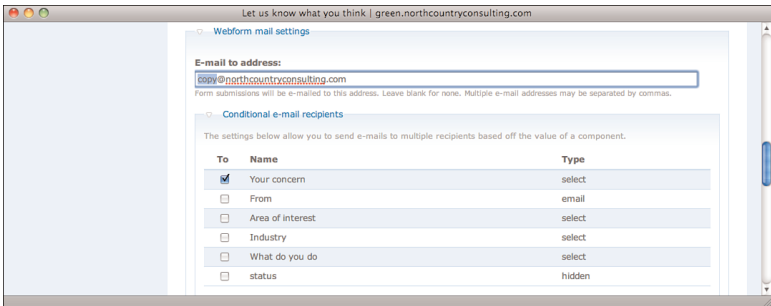 Let us know what you think | green.northcountryconsulting.com
Webform mail settings
E-mail to address:
copy@northcountryconsulting.com
Form submissions will be e-mailed to this address. Leave blank for none. Multiple e-mail addresses may be separated by commas.
Conditional e-mail recipients
The settings below allow you to send e-mails to multiple recipients based off the value of a component.
To Name Type
Your concern select
From email
Area of interest select
Industry select
What do you do select
status hidden